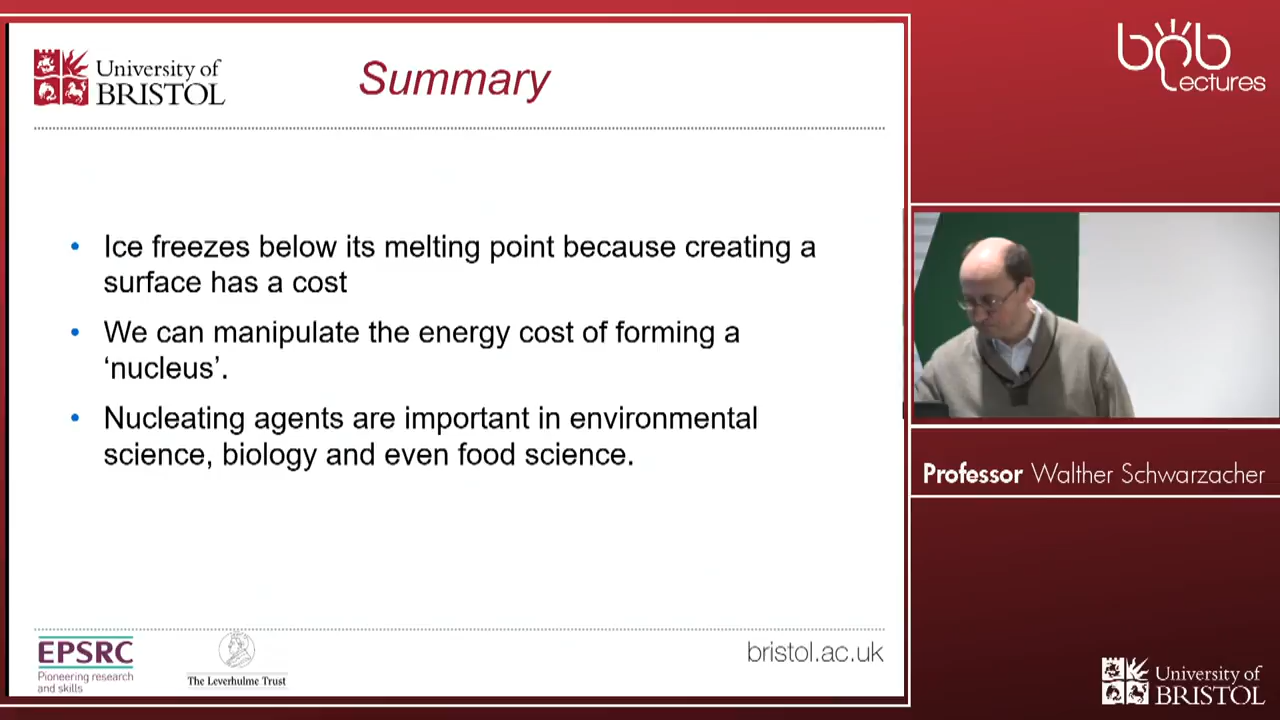 University of
BRISTOL
Summary
• Ice freezes below its melting point because creating a
surface has a cost
• We can manipulate the energy cost of forming a
‘nucleus’.
• Nucleating agents are important in environmental
science, biology and even food science.
EPSRC
Pioneering research
and skills
The Leverhulme Trust
bristol.ac.uk
bob
Lectures
Professor Walther Schwarzacher
University of
BRISTOL